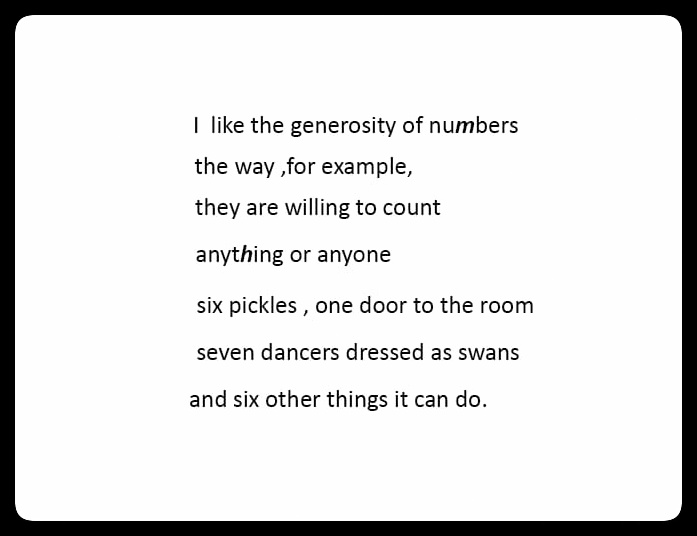 I  like the generosity of numbers
the way ,for example,
they are willing to count
anything or anyone
six pickles , one door to the room
seven dancers dressed as swans
and six other things it can do.